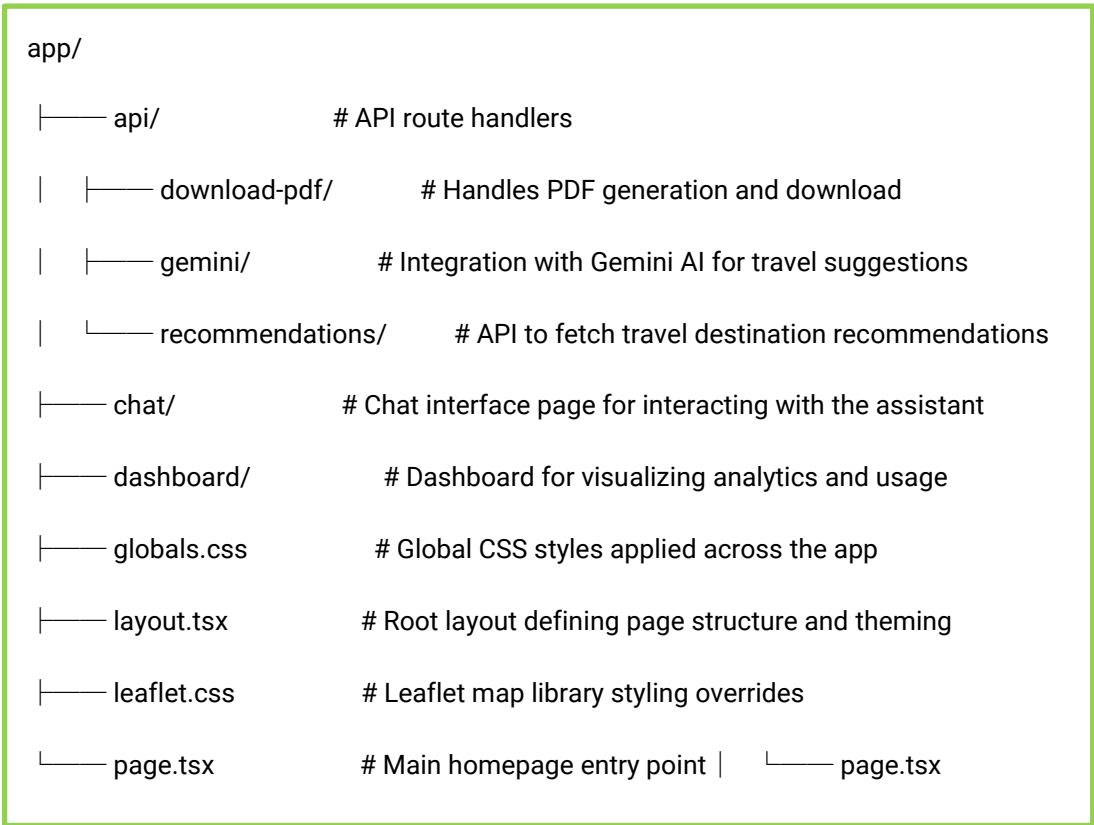 app/
├── api/ # API route handlers
│ ├── download-pdf/ # Handles PDF generation and download
│ ├── gemini/ # Integration with Gemini AI for travel suggestions
│ └── recommendations/ # API to fetch travel destination recommendations
├── chat/ # Chat interface page for interacting with the assistant
├── dashboard/ # Dashboard for visualizing analytics and usage
├── globals.css # Global CSS styles applied across the app
├── layout.tsx # Root layout defining page structure and theming
├── leaflet.css # Leaflet map library styling overrides
└── page.tsx # Main homepage entry point │ └── page.tsx